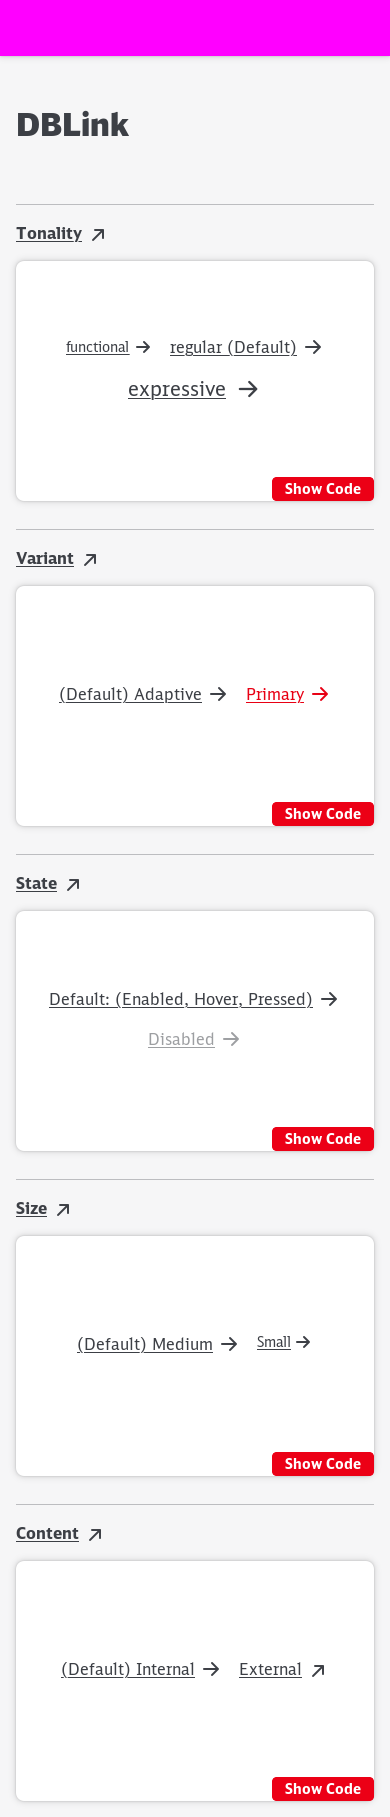 DBLink
Tonality
functional regular (Default)
expressive
Show Code
Variant
(Default) Adaptive Primary
Show Code
State
Default: (Enabled, Hover, Pressed)
Disabled
Show Code
Size
(Default) Medium Small
Show Code
Content
(Default) Internal External
Show Code